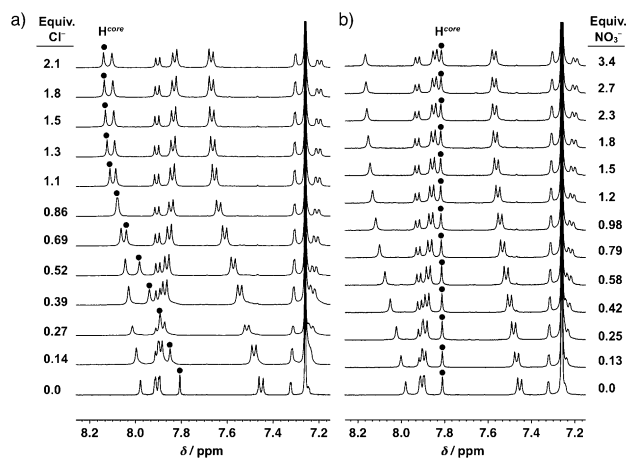 a)
Equiv.
Cl⁻
H^core
2.1
1.8
1.5
1.3
1.1
0.86
0.69
0.52
0.39
0.27
0.14
0.0
8.2 8.0 7.8 7.6 7.4 7.2
δ / ppm
b)
H^core
Equiv.
NO₃⁻
3.4
2.7
2.3
1.8
1.5
1.2
0.98
0.79
0.58
0.42
0.25
0.13
0.0
8.2 8.0 7.8 7.6 7.4 7.2
δ / ppm